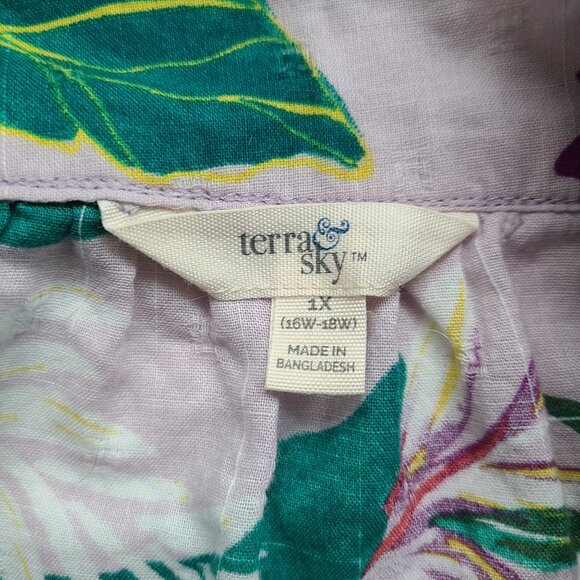 terra &
sky™
1X
(16W-18W)
MADE IN
BANGLADESH